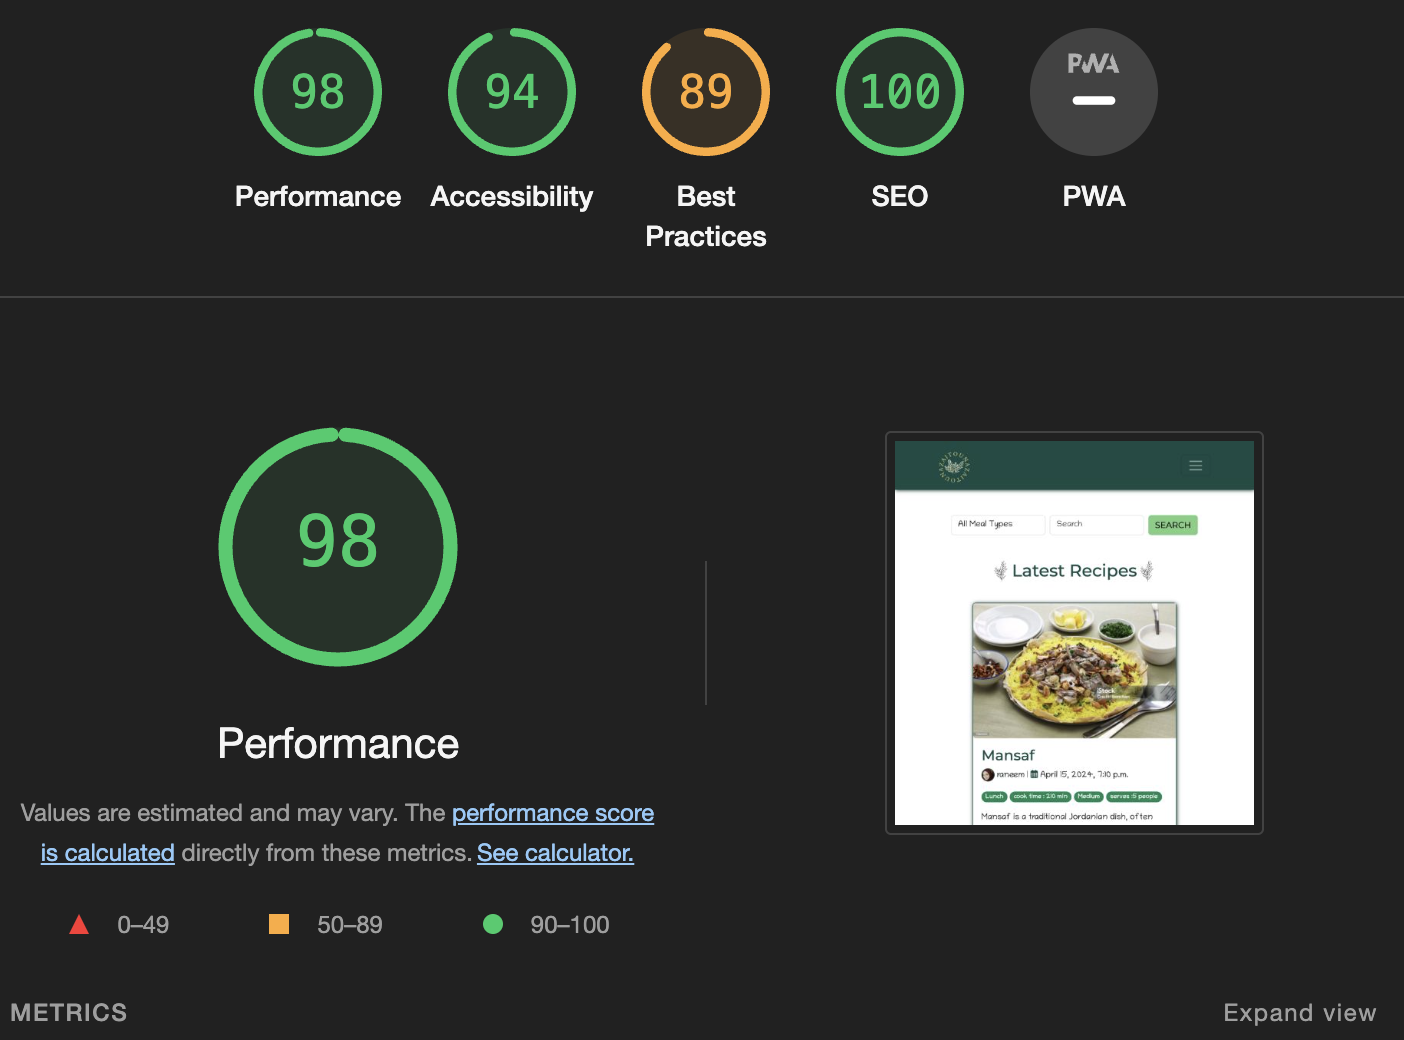 98
94
89
100
PWA
Performance
Accessibility
Best
Practices
SEO
PWA
98
Performance
Values are estimated and may vary. The performance score
is calculated directly from these metrics. See calculator.
0–49
50–89
90–100
ZAITOUNA
All Meal Types
Search
SEARCH
Latest Recipes
Mansaf
raneem | April 15, 2024, 7:10 p.m.
Lunch
cook time : 210 min
Medium
serves :5 people
Mansaf is a traditional Jordanian dish, often
METRICS
Expand view